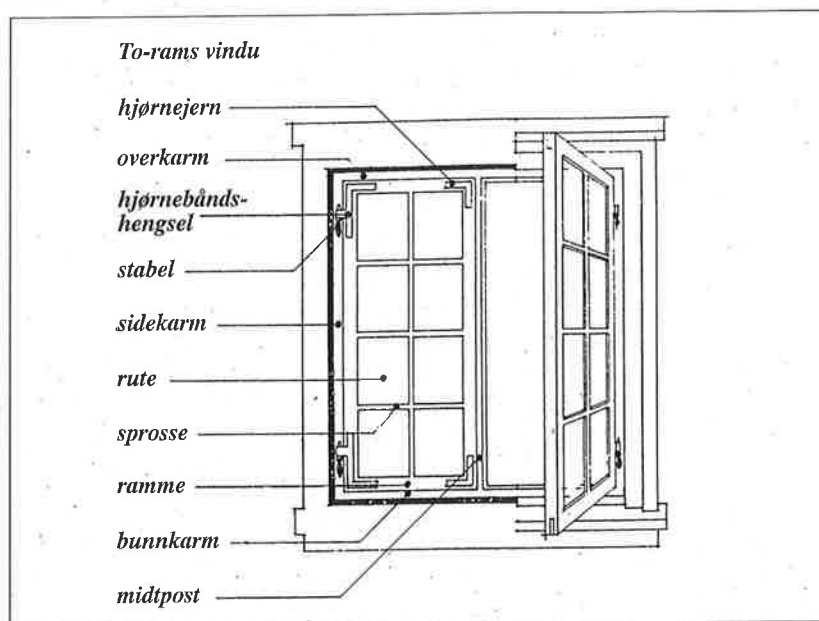 To-rams vindu
hjørnejern
overkarm
hjørnebånds-
hengsel
stabel
sidekarm
rute
sprosse
ramme
bunnkarm
midtpost